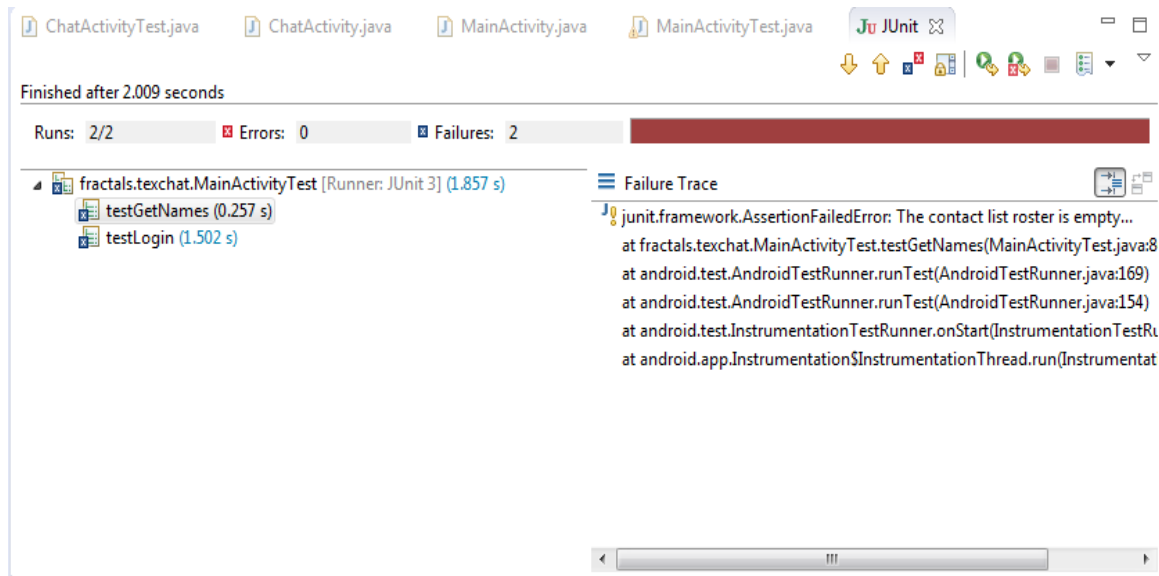 ChatActivityTest.java ChatActivity.java MainActivity.java MainActivityTest.java JUnit
Finished after 2.009 seconds
Runs: 2/2 Errors: 0 Failures: 2
fractals.texchat.MainActivityTest [Runner: JUnit 3] (1.857 s)
testGetNames (0.257 s)
testLogin (1.502 s)
Failure Trace
junit.framework.AssertionFailedError: The contact list roster is empty...
at fractals.texchat.MainActivityTest.testGetNames(MainActivityTest.java:8
at android.test.AndroidTestRunner.runTest(AndroidTestRunner.java:169)
at android.test.AndroidTestRunner.runTest(AndroidTestRunner.java:154)
at android.test.InstrumentationTestRunner.onStart(InstrumentationTestRu
at android.app.Instrumentation$InstrumentationThread.run(Instrumentat